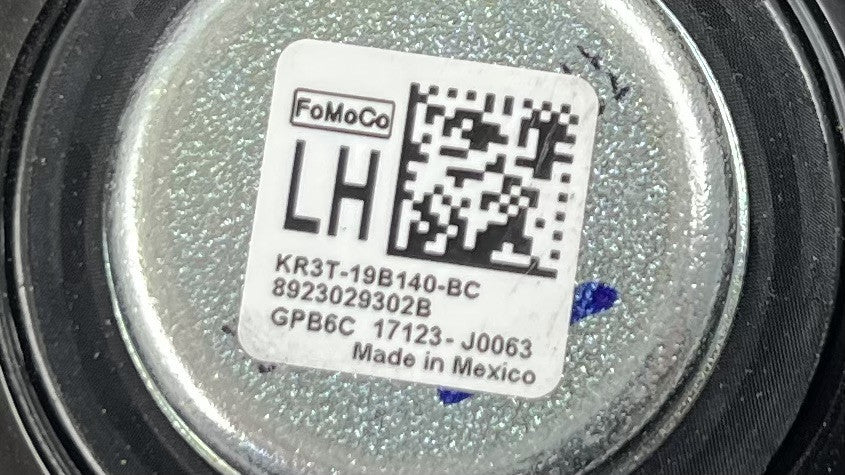 FoMoCo
LH
KR3T-19B140-BC
8923029302B
GPB6C 17123-J0063
Made in Mexico